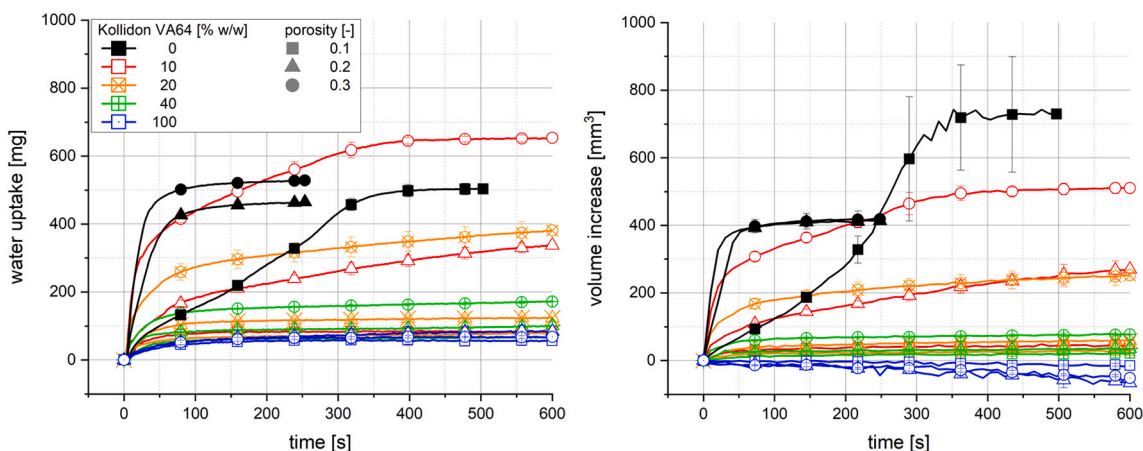 Kollidon VA64 [% w/w] porosity [-]
0 0.1
10 0.2
20 0.3
40
100
water uptake [mg]
1000
800
600
400
200
0
0 100 200 300 400 500 600
time [s]
volume increase [mm³]
1000
800
600
400
200
0
0 100 200 300 400 500 600
time [s]